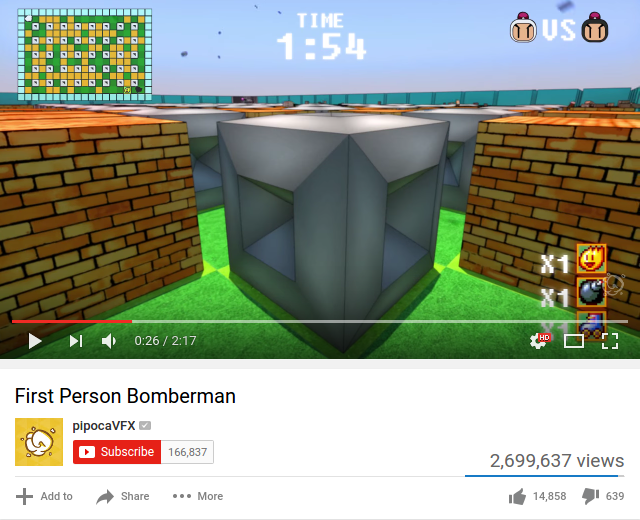 TIME
1:54
VS
X1
X1
X1
0:26 / 2:17
HD
First Person Bomberman
pipocaVFX
Subscribe 166,837
2,699,637 views
Add to Share More 14,858 639